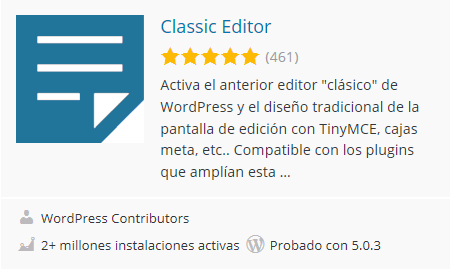 Classic Editor
(461)
Activa el anterior editor "clásico" de
WordPress y el diseño tradicional de la
pantalla de edición con TinyMCE, cajas
meta, etc.. Compatible con los plugins
que amplían esta ...
WordPress Contributors
2+ millones instalaciones activas
Probado con 5.0.3